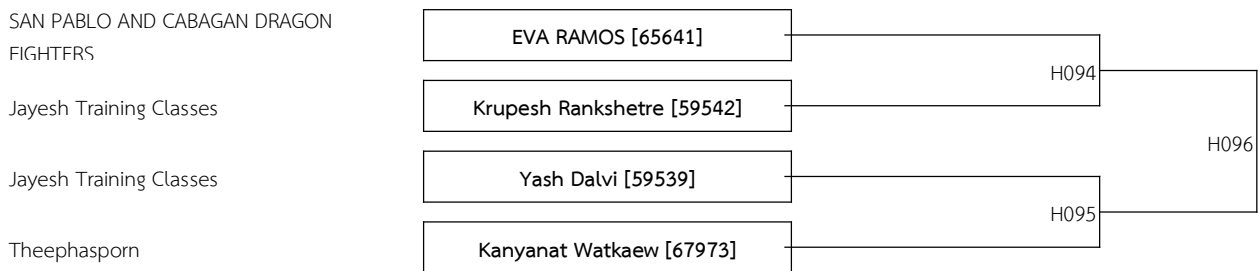 SAN PABLO AND CABAGAN DRAGON
FIGHTERS
EVA RAMOS [65641]
H094
Jayesh Training Classes
Krupesh Rankshetre [59542]
H096
Jayesh Training Classes
Yash Dalvi [59539]
H095
Theephasporn
Kanyanat Watkaew [67973]